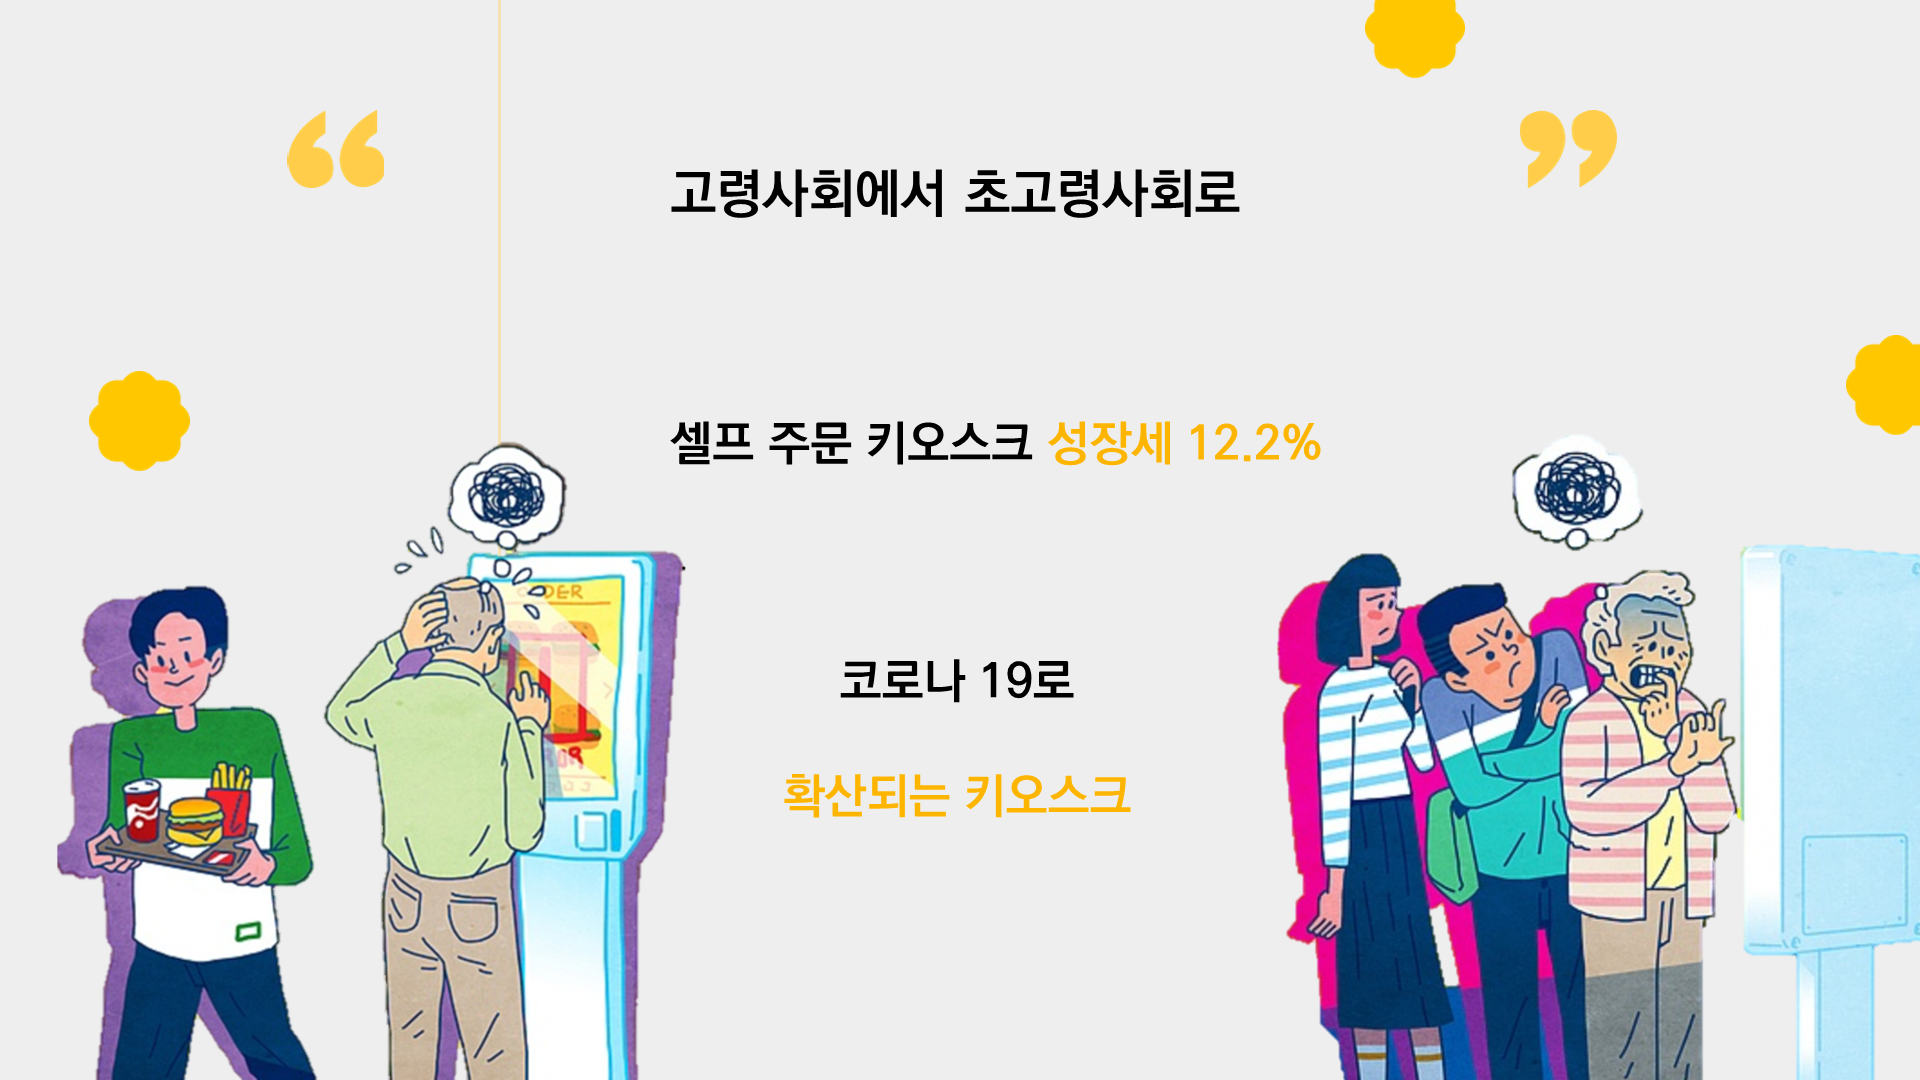 “ ”
고령사회에서 초고령사회로
셀프 주문 키오스크 성장세 12.2%
코로나 19로
확산되는 키오스크